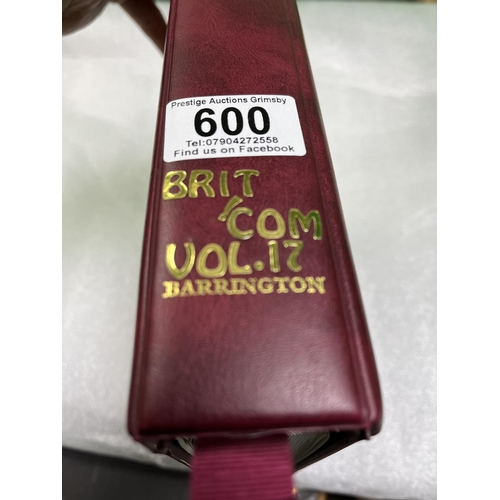 Prestige Auctions Grimsby
600
Tel:07904272558
Find us on Facebook
BRIT
'COM
VOL.17
BARRINGTON